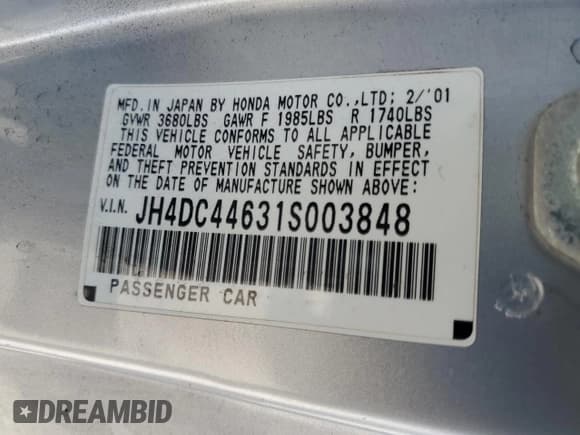 MFD. IN JAPAN BY HONDA MOTOR CO.,LTD; 2/'01
GVWR 3680LBS GAWR F 1985LBS R 1740LBS
THIS VEHICLE CONFORMS TO ALL APPLICABLE
FEDERAL MOTOR VEHICLE SAFETY, BUMPER,
AND THEFT PREVENTION STANDARDS IN EFFECT
ON THE DATE OF MANUFACTURE SHOWN ABOVE:
V.I.N. JH4DC44631S003848
PASSENGER CAR
DREAMBID